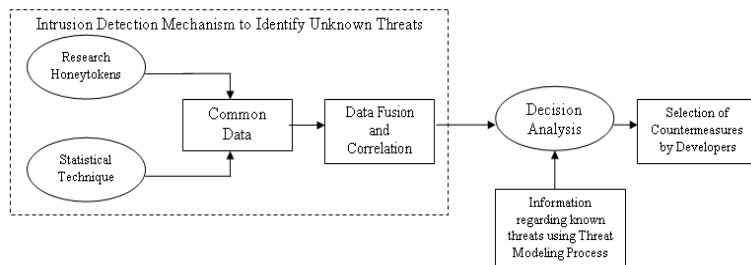 Intrusion Detection Mechanism to Identify Unknown Threats
Research
Honeytokens
Statistical
Technique
Common
Data
Data Fusion
and
Correlation
Decision
Analysis
Selection of
Countermeasures
by Developers
Information
regarding known
threats using Threat
Modeling Process